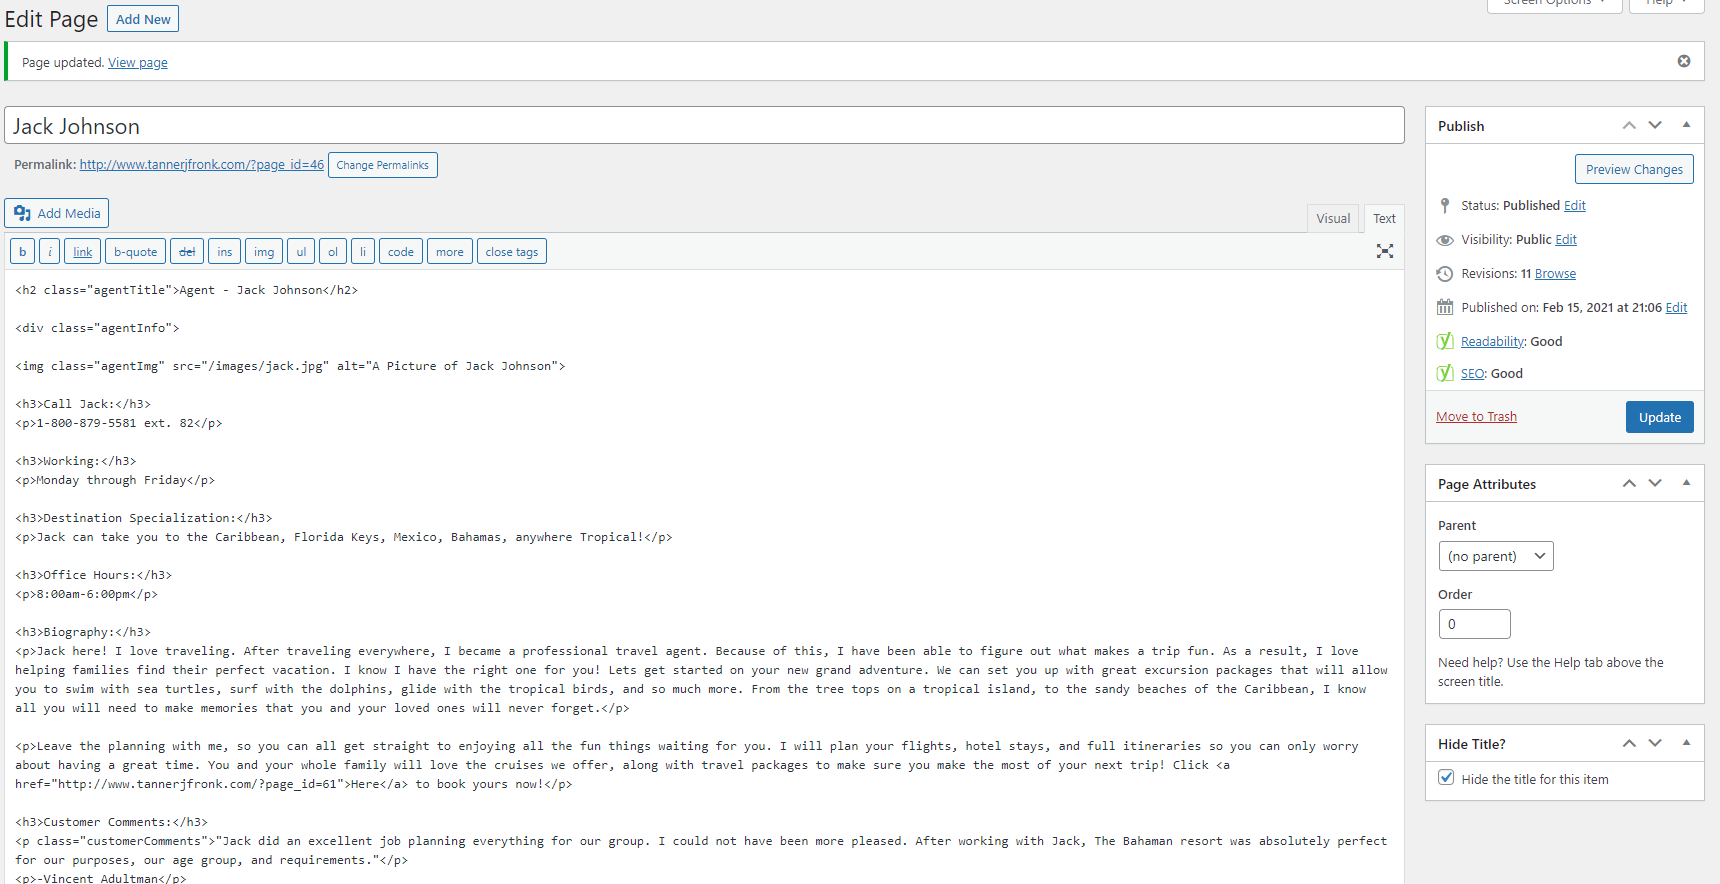 Screen Options
Help
Edit Page
Add New
Page updated. View page
Jack Johnson
Permalink: http://www.tannerjfronk.com/?page_id=46 Change Permalinks
Add Media
Visual
Text
b
i
link
b-quote
del
ins
img
ul
ol
li
code
more
close tags
<h2 class="agentTitle">Agent - Jack Johnson</h2>
<div class="agentInfo">
<img class="agentImg" src="/images/jack.jpg" alt="A Picture of Jack Johnson">
<h3>Call Jack:</h3>
<p>1-800-879-5581 ext. 82</p>
<h3>Working:</h3>
<p>Monday through Friday</p>
<h3>Destination Specialization:</h3>
<p>Jack can take you to the Caribbean, Florida Keys, Mexico, Bahamas, anywhere Tropical!</p>
<h3>Office Hours:</h3>
<p>8:00am-6:00pm</p>
<h3>Biography:</h3>
<p>Jack here! I love traveling. After traveling everywhere, I became a professional travel agent. Because of this, I have been able to figure out what makes a trip fun. As a result, I love
helping families find their perfect vacation. I know I have the right one for you! Lets get started on your new grand adventure. We can set you up with great excursion packages that will allow
you to swim with sea turtles, surf with the dolphins, glide with the tropical birds, and so much more. From the tree tops on a tropical island, to the sandy beaches of the Caribbean, I know
all you will need to make memories that you and your loved ones will never forget.</p>
<p>Leave the planning with me, so you can all get straight to enjoying all the fun things waiting for you. I will plan your flights, hotel stays, and full itineraries so you can only worry
about having a great time. You and your whole family will love the cruises we offer, along with travel packages to make sure you make the most of your next trip! Click <a
href="http://www.tannerjfronk.com/?page_id=61">Here</a> to book yours now!</p>
<h3>Customer Comments:</h3>
<p class="customerComments">"Jack did an excellent job planning everything for our group. I could not have been more pleased. After working with Jack, The Bahaman resort was absolutely perfect
for our purposes, our age group, and requirements."</p>
<p>-Vincent Adultman</p>
Publish
Preview Changes
Status: Published Edit
Visibility: Public Edit
Revisions: 11 Browse
Published on: Feb 15, 2021 at 21:06 Edit
Readability: Good
SEO: Good
Move to Trash
Update
Page Attributes
Parent
(no parent)
Order
0
Need help? Use the Help tab above the
screen title.
Hide Title?
Hide the title for this item